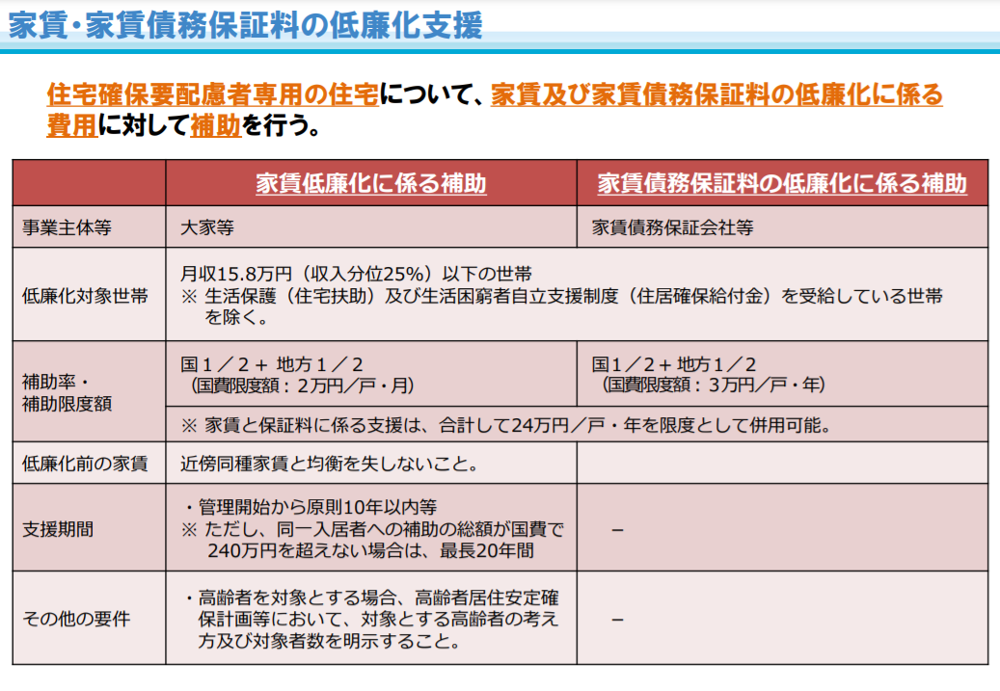 家賃・家賃債務保証料の低廉化支援
住宅確保要配慮者専用の住宅について、家賃及び家賃債務保証料の低廉化に係る
費用に対して補助を行う。
家賃低廉化に係る補助
家賃債務保証料の低廉化に係る補助
事業主体等
大家等
家賃債務保証会社等
低廉化対象世帯
月収15.8万円（収入分位25%）以下の世帯
※ 生活保護（住宅扶助）及び生活困窮者自立支援制度（住居確保給付金）を受給している世帯
を除く。
補助率・
補助限度額
国１／２＋ 地方１／２
（国費限度額：２万円／戸・月）
国１／２＋地方１／２
（国費限度額：３万円／戸・年）
※ 家賃と保証料に係る支援は、合計して24万円／戸・年を限度として併用可能。
低廉化前の家賃
近傍同種家賃と均衡を失しないこと。
支援期間
・管理開始から原則10年以内等
※ ただし、同一入居者への補助の総額が国費で
240万円を超えない場合は、最長20年間
－
その他の要件
・高齢者を対象とする場合、高齢者居住安定確
保計画等において、対象とする高齢者の考え
方及び対象者数を明示すること。
－